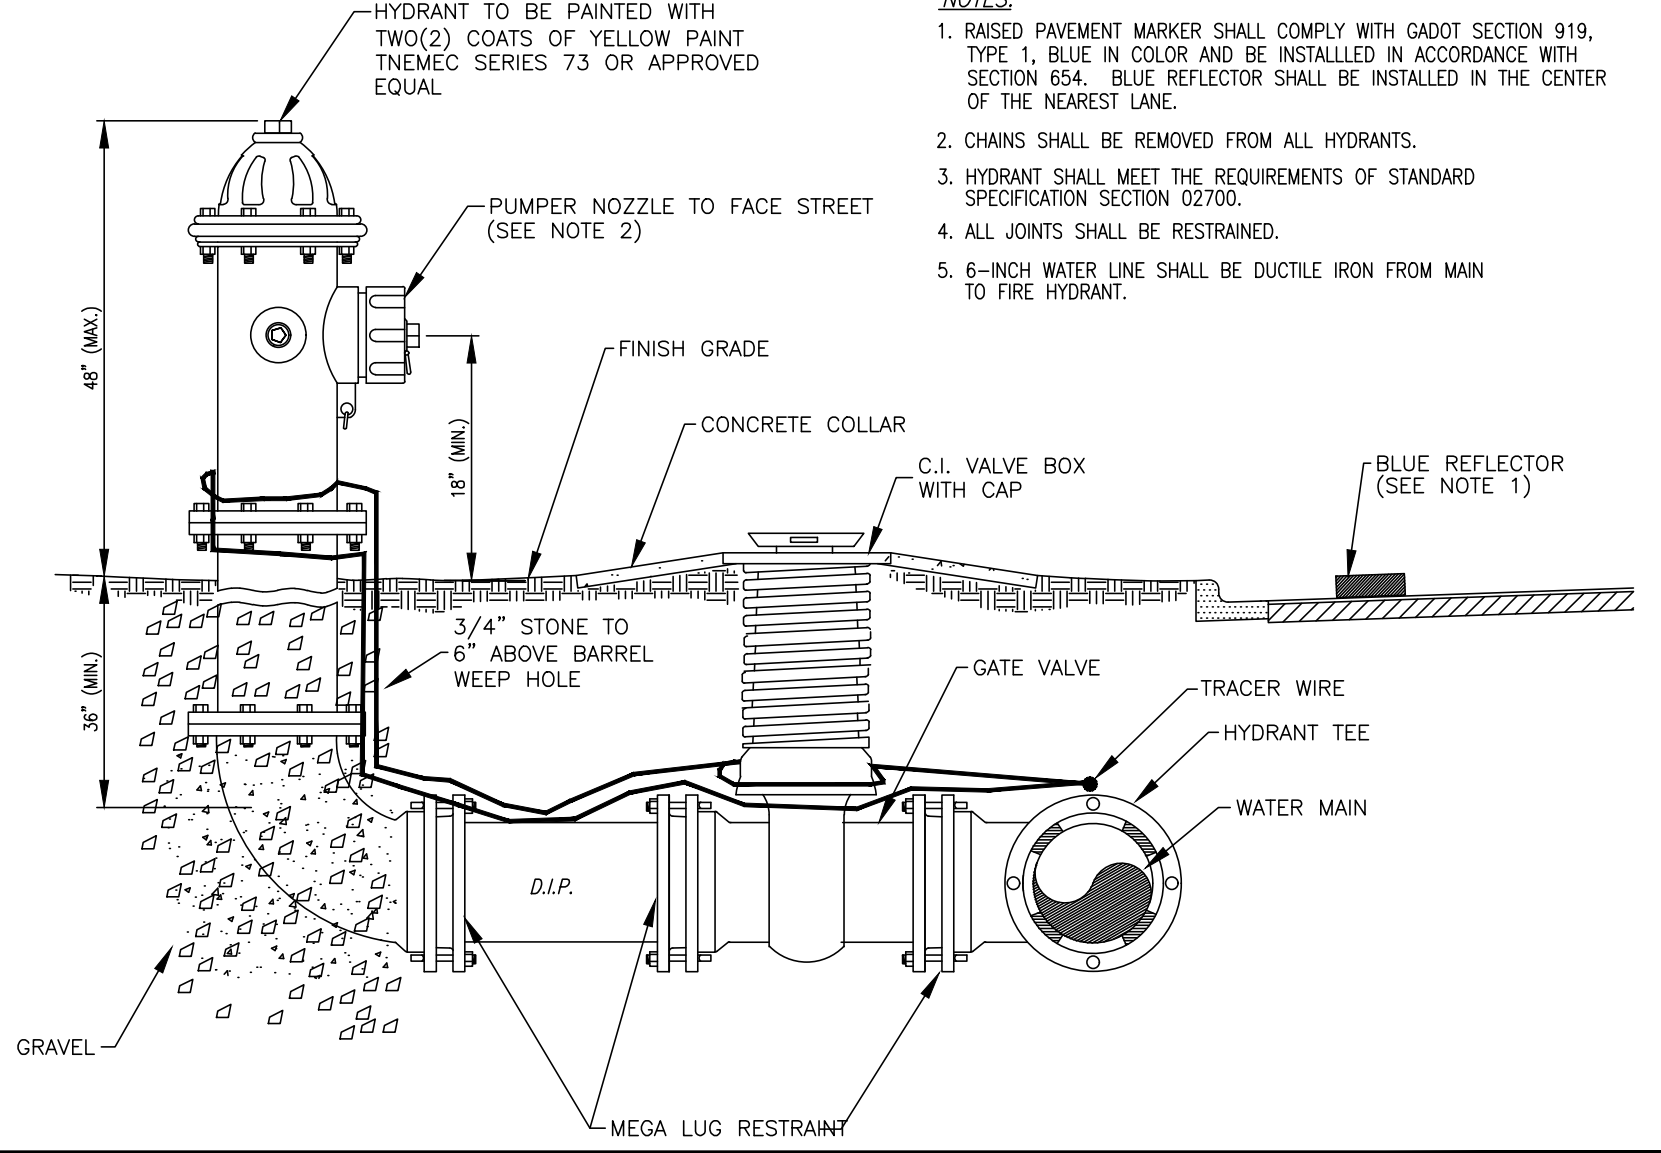 HYDRANT TO BE PAINTED WITH
TWO(2) COATS OF YELLOW PAINT
TNEMEC SERIES 73 OR APPROVED
EQUAL
NOTES:
1. RAISED PAVEMENT MARKER SHALL COMPLY WITH GADOT SECTION 919,
TYPE 1, BLUE IN COLOR AND BE INSTALLLED IN ACCORDANCE WITH
SECTION 654. BLUE REFLECTOR SHALL BE INSTALLED IN THE CENTER
OF THE NEAREST LANE.
2. CHAINS SHALL BE REMOVED FROM ALL HYDRANTS.
3. HYDRANT SHALL MEET THE REQUIREMENTS OF STANDARD
SPECIFICATION SECTION 02700.
4. ALL JOINTS SHALL BE RESTRAINED.
5. 6-INCH WATER LINE SHALL BE DUCTILE IRON FROM MAIN
TO FIRE HYDRANT.
PUMPER NOZZLE TO FACE STREET
(SEE NOTE 2)
48" (MAX.)
FINISH GRADE
18" (MIN.)
CONCRETE COLLAR
C.I. VALVE BOX
WITH CAP
BLUE REFLECTOR
(SEE NOTE 1)
3/4" STONE TO
6" ABOVE BARREL
WEEP HOLE
36" (MIN.)
GATE VALVE
TRACER WIRE
HYDRANT TEE
WATER MAIN
D.I.P.
GRAVEL
MEGA LUG RESTRAINT